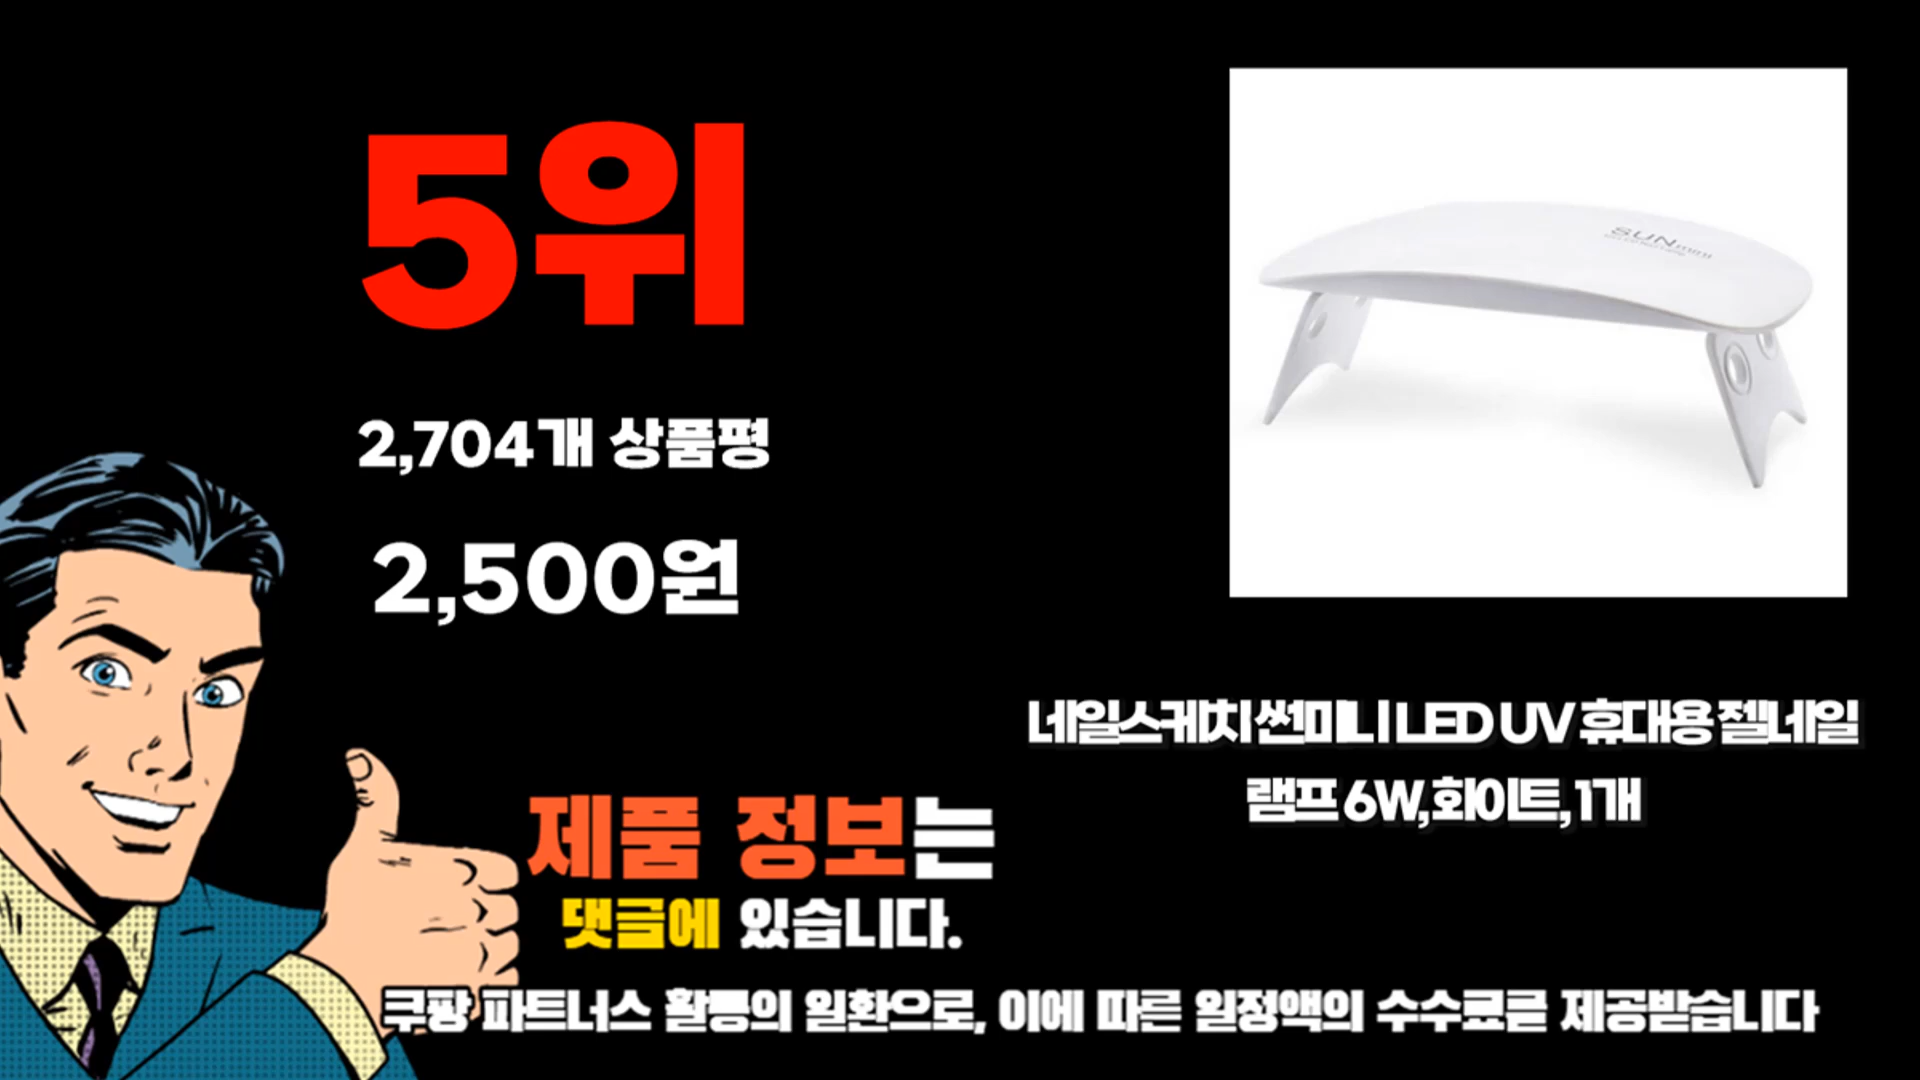 5위
2,704개 상품평
2,500원
SUNmini
네일스케치 썬미니 LED UV 휴대용 젤네일
램프 6W, 화이트, 1개
제품 정보는
댓글에 있습니다.
쿠팡 파트너스 활동의 일환으로, 이에 따른 일정액의 수수료를 제공받습니다